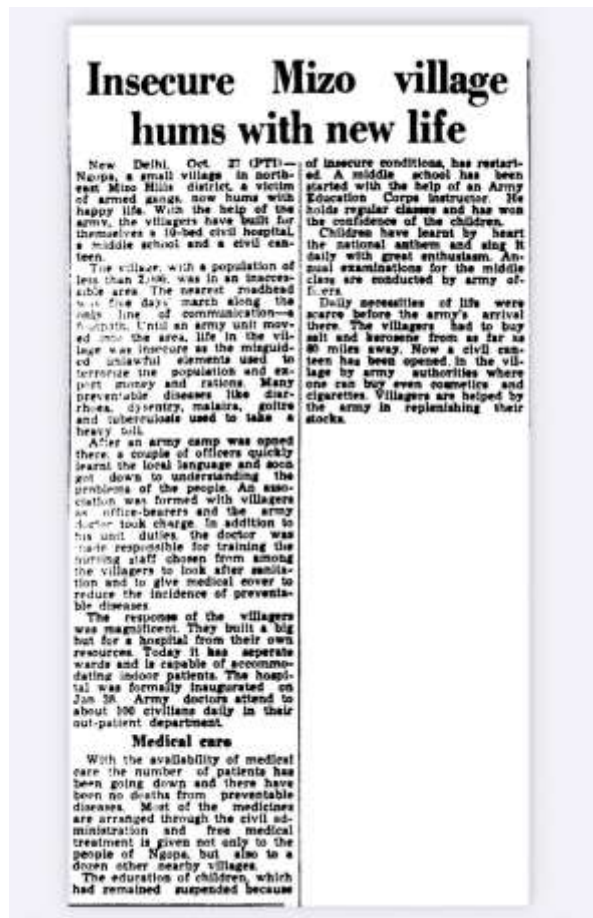 Insecure Mizo village
hums with new life
New Delhi, Oct. 27 (PTI)—
Ngopa, a small village in north-
east Mizo Hills district, a victim
of armed gangs, now hums with
happy life. With the help of the
army, the villagers have built for
themselves a 10-bed civil hospital,
a middle school and a civil can-
teen.
The village, with a population of
less than 2,000, was in an inacces-
sible area. The nearest roadhead
was five days' march along the
only line of communication—a
footpath. Until an army unit mov-
ed into the area, life in the vil-
lage was insecure as the misguid-
ed unlawful elements used to
terrorize the population and ex-
port money and rations. Many
preventable diseases like diar-
rhoea, dysentry, malaira, goitre
and tuberculosis used to take a
heavy toll.
After an army camp was opned
there, a couple of officers quickly
learnt the local language and soon
got down to understanding the
problems of the people. An asso-
ciation was formed with villagers
as office-bearers and the army
doctor took charge. In addition to
his unit duties, the doctor was
made responsible for training the
nursing staff chosen from among
the villagers to look after sanita-
tion and to give medical cover to
reduce the incidence of preventa-
ble diseases.
The response of the villagers
was magnificent. They built a big
hut for a hospital from their own
resources. Today it has seperate
wards and is capable of accommo-
dating indoor patients. The hospi-
tal was formally inaugurated on
Jan 28. Army doctors attend to
about 100 civilians daily in their
out-patient department.
Medical care
With the availability of medical
care the number of patients has
been going down and there have
been no deaths from preventable
diseases. Most of the medicines
are arranged through the civil ad-
ministration and free medical
treatment is given not only to the
people of Ngopa, but also to a
dozen other nearby villages.
The eduration of children, which
had remained suspended because
of insecure conditions, has restart-
ed. A middle school has been
started with the help of an Army
Education Corps instructor. He
holds regular classes and has won
the confidence of the children.
Children have learnt by heart
the national anthem and sing it
daily with great enthusiasm. An-
nual examinations for the middle
class are conducted by army of-
ficers.
Daily necessities of life were
scarce before the army's arrival
there. The villagers had to buy
salt and kerosene from as far as
80 miles away. Now a civil can-
teen has been opened in the vil-
lage by army authorities where
one can buy even cosmetics and
cigarettes. Villagers are helped by
the army in replenishing their
stocks.